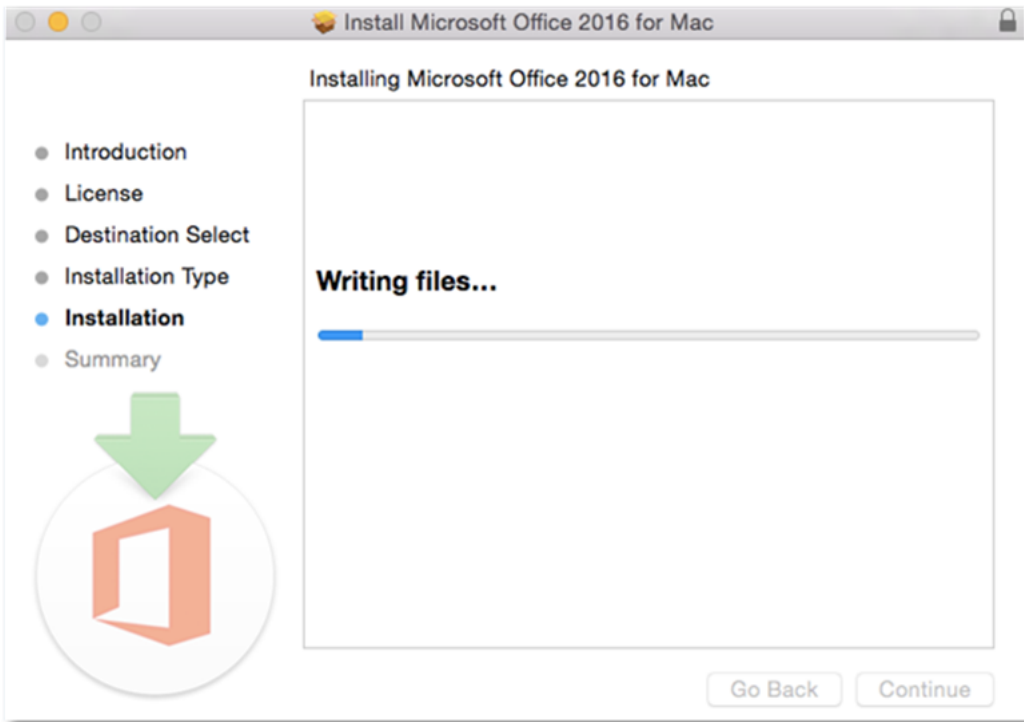 Install Microsoft Office 2016 for Mac
Installing Microsoft Office 2016 for Mac
Introduction
License
Destination Select
Installation Type
Installation
Summary
Writing files...
Go Back
Continue